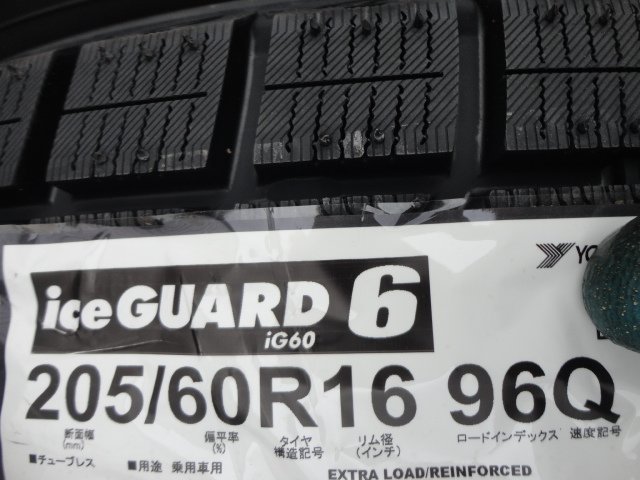 YO
iceGUARD 6
iG60
205/60R16 96Q
断面幅 偏平率 タイヤ リム径 ロードインデックス 速度記号
(mm) (%) 構造記号 (インチ)
■チューブレス ■用途 乗用車用
EXTRA LOAD/REINFORCED